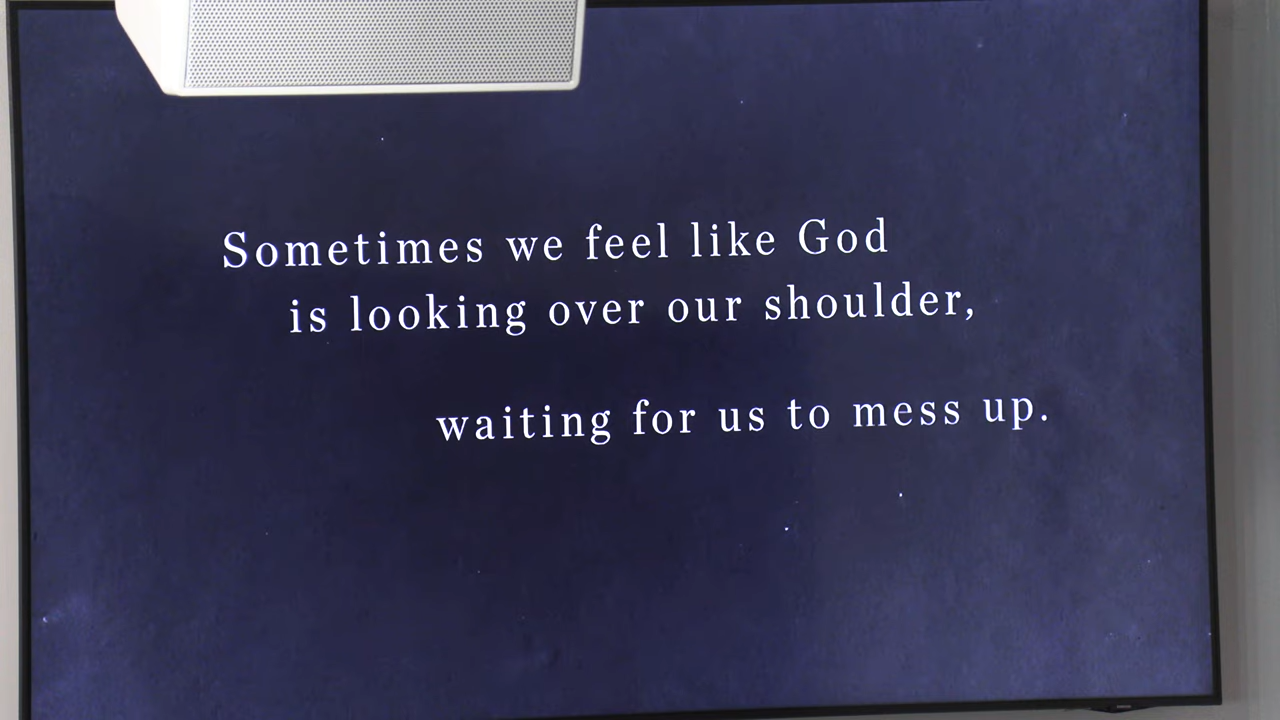 Sometimes we feel like God
is looking over our shoulder,
waiting for us to mess up.